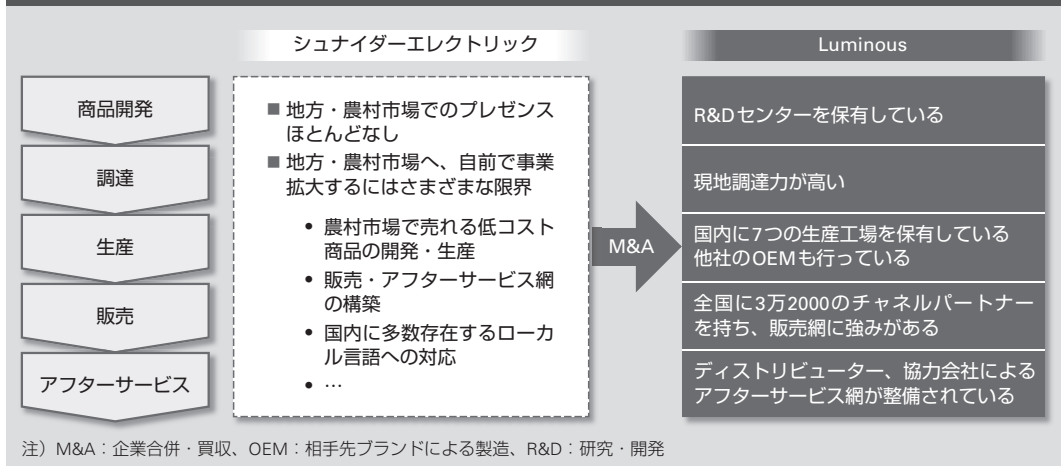 シュナイダーエレクトリック
Luminous
商品開発
調達
生産
販売
アフターサービス
■ 地方・農村市場でのプレゼンス
ほとんどなし
■ 地方・農村市場へ、自前で事業
拡大するにはさまざまな限界
• 農村市場で売れる低コスト
商品の開発・生産
• 販売・アフターサービス網
の構築
• 国内に多数存在するローカ
ル言語への対応
• …
M&A
R&Dセンターを保有している
現地調達力が高い
国内に7つの生産工場を保有している
他社のOEMも行っている
全国に3万2000のチャネルパートナー
を持ち、販売網に強みがある
ディストリビューター、協力会社による
アフターサービス網が整備されている
注）M&A：企業合併・買収、OEM：相手先ブランドによる製造、R&D：研究・開発